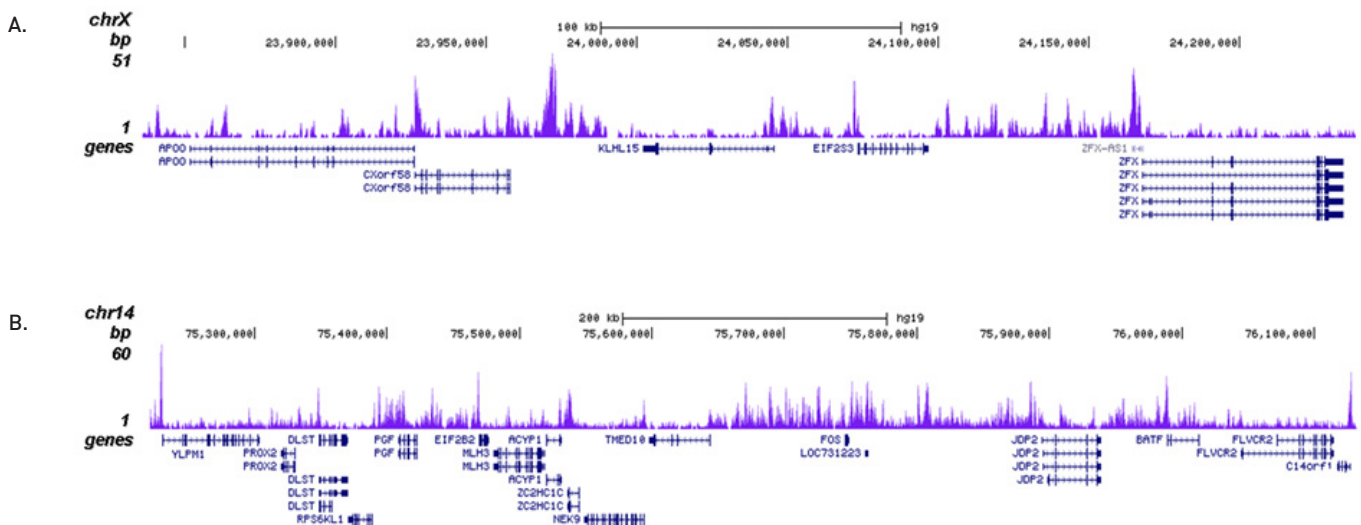 A.
chrX
100 kb hg19
bp 23,900,000 23,950,000 24,000,000 24,050,000 24,100,000 24,150,000 24,200,000
51
1
genes APOO KLHL15 EIF2S3 ZFX-AS1
APOO ZFX
CXorf58 ZFX
CXorf58 ZFX
ZFX
ZFX
B.
chr14
200 kb hg19
bp 75,300,000 75,400,000 75,500,000 75,600,000 75,700,000 75,800,000 75,900,000 76,000,000 76,100,000
60
1
genes DLST PGF EIF2B2 ACYP1 TMED10 FOS JDP2 BATF FLVCR2
YLPM1 PROX2 PGF MLH3 LOC731223 JDP2 FLVCR2
PROX2 MLH3 JDP2 C14orf1
DLST ACYP1 JDP2
DLST ZC2HC1C
DLST ZC2HC1C
RPS6KL1 NEK9